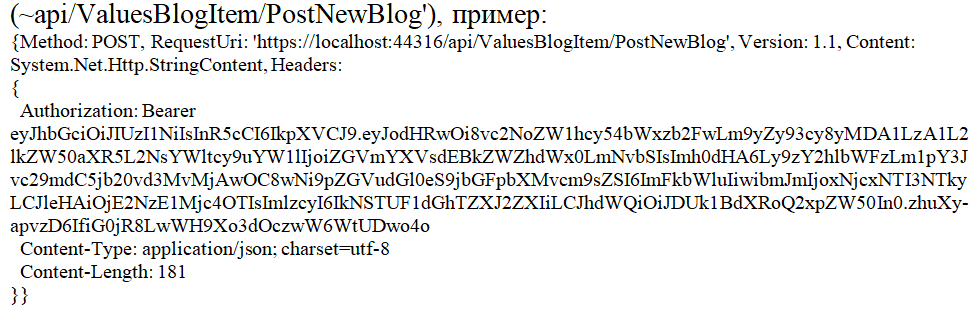 (~api/ValuesBlogItem/PostNewBlog'), пример:
{Method: POST, RequestUri: 'https://localhost:44316/api/ValuesBlogItem/PostNewBlog', Version: 1.1, Content:
System.Net.Http.StringContent, Headers:
{
Authorization: Bearer
eyJhbGciOiJIUzI1NiIsInR5cCI6IkpXVCJ9.eyJodHRwOi8vc2NoZW1hcy54bWxzb2FwLm9yZy93cy8yMDA1LzA1L2
lkZW50aXR5L2NsYWltcy9uYW1lIjoiZGVmYXVsdEBkZWZhdWx0LmNvbSIsImh0dHA6Ly9zY2hlbWFzLm1pY3J
vc29mdC5jb20vd3MvMjAwOC8wNi9pZGVudGl0eS9jbGFpbXMvcm9sZSI6ImFkbWluIiwibmJmIjoxNjcxNTI3NTky
LCJleHAiOjE2NzE1Mjc4OTIsImlzcyI6IkNSTUF1dGhTZXJ2ZXIiLCJhdWQiOiJDUk1BdXRoQ2xpZW50In0.zhuXy-
apvzD6IfiG0jR8LwWH9Xo3dOczwW6WtUDwo4o
Content-Type: application/json; charset=utf-8
Content-Length: 181
}}